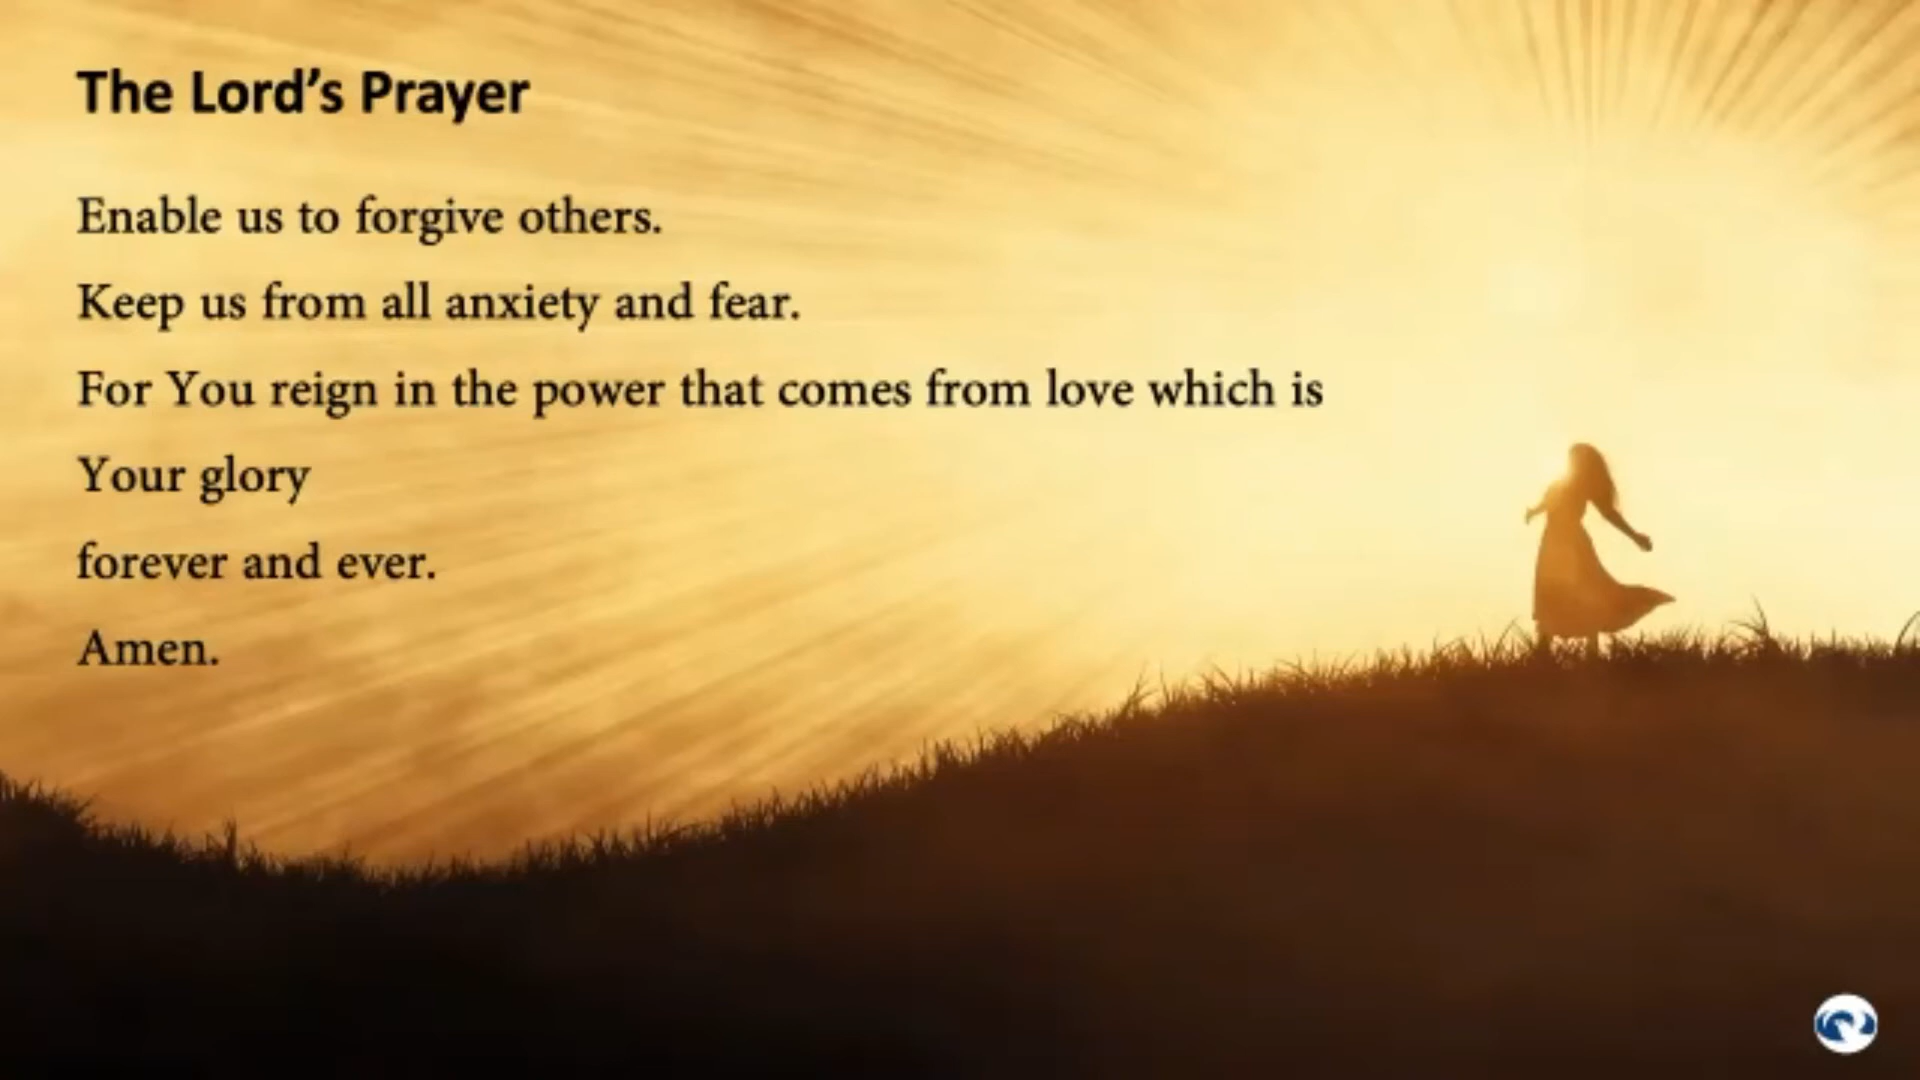 The Lord’s Prayer
Enable us to forgive others.
Keep us from all anxiety and fear.
For You reign in the power that comes from love which is
Your glory
forever and ever.
Amen.